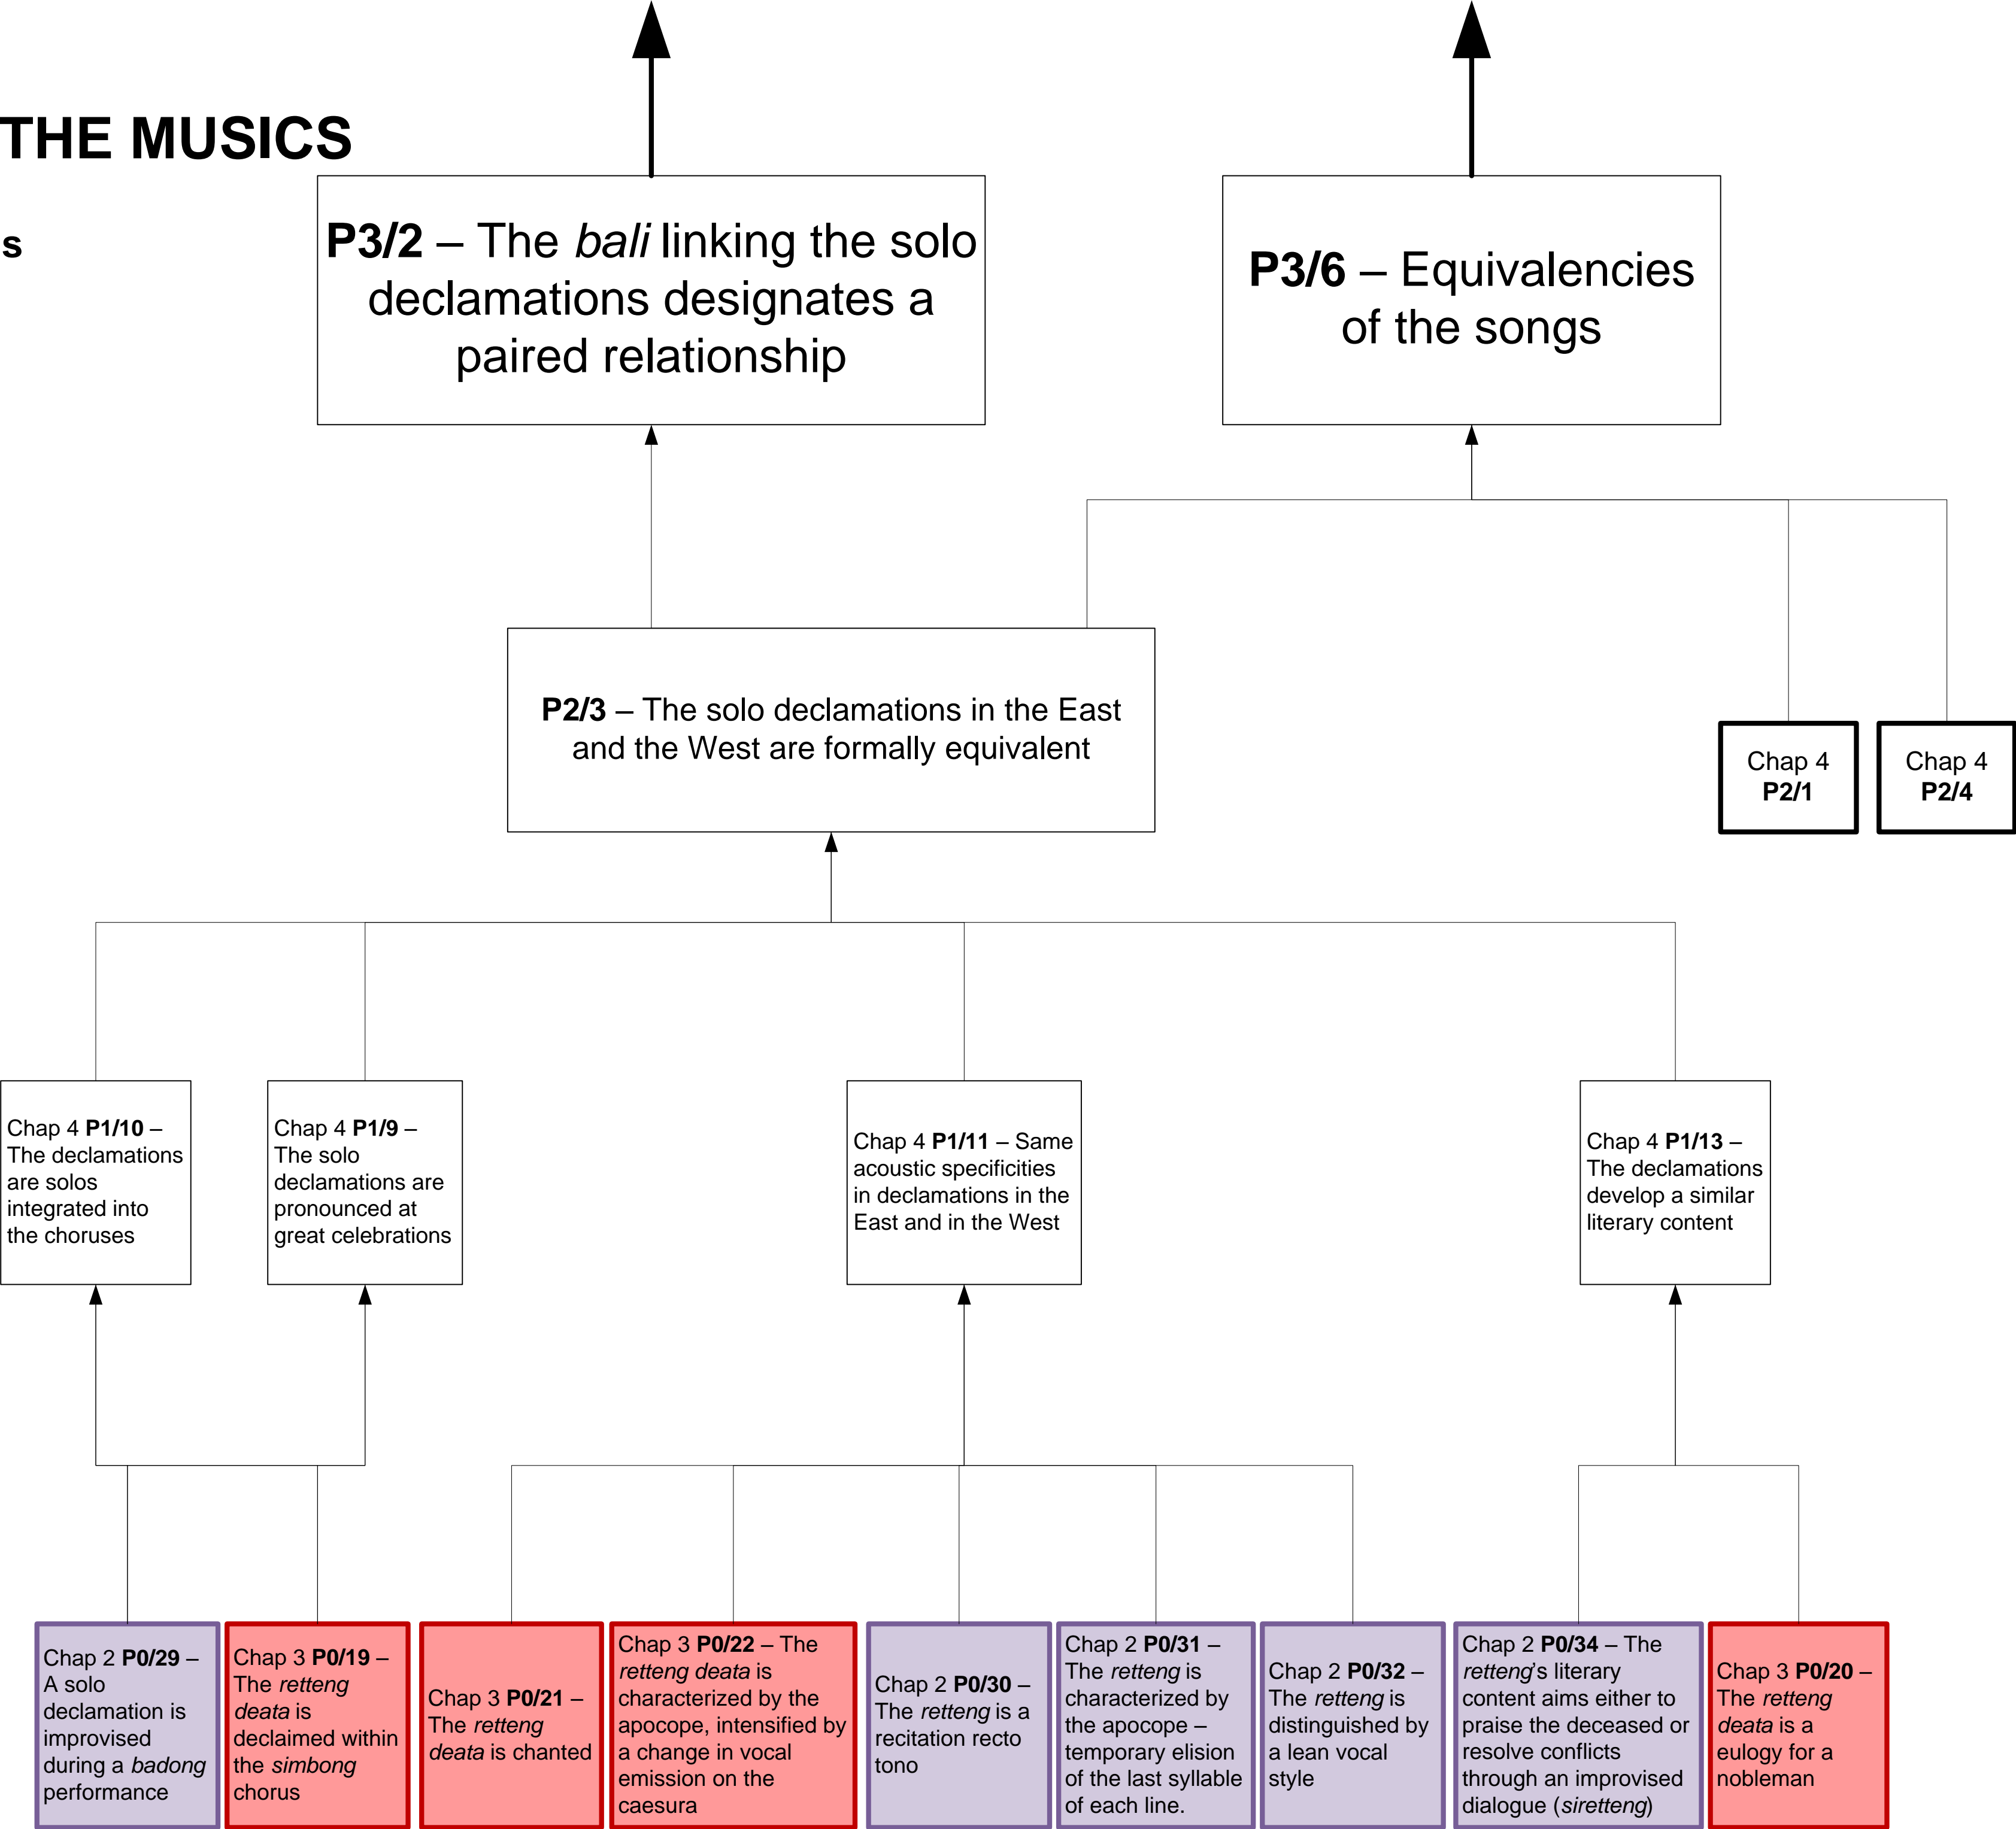 THE MUSICS
s
P3/2 – The bali linking the solo
declamations designates a
paired relationship
P3/6 – Equivalencies
of the songs
P2/3 – The solo declamations in the East
and the West are formally equivalent
Chap 4
P2/1
Chap 4
P2/4
Chap 4 P1/10 –
The declamations
are solos
integrated into
the choruses
Chap 4 P1/9 –
The solo
declamations are
pronounced at
great celebrations
Chap 4 P1/11 – Same
acoustic specificities
in declamations in the
East and in the West
Chap 4 P1/13 –
The declamations
develop a similar
literary content
Chap 2 P0/29 –
A solo
declamation is
improvised
during a badong
performance
Chap 3 P0/19 –
The retteng
deata is
declaimed within
the simbong
chorus
Chap 3 P0/21 –
The retteng
deata is chanted
Chap 3 P0/22 – The
retteng deata is
characterized by the
apocope, intensified by
a change in vocal
emission on the
caesura
Chap 2 P0/30 –
The retteng is a
recitation recto
tono
Chap 2 P0/31 –
The retteng is
characterized by
the apocope –
temporary elision
of the last syllable
of each line.
Chap 2 P0/32 –
The retteng is
distinguished by
a lean vocal
style
Chap 2 P0/34 – The
retteng's literary
content aims either to
praise the deceased or
resolve conflicts
through an improvised
dialogue (siretteng)
Chap 3 P0/20 –
The retteng
deata is a
eulogy for a
nobleman